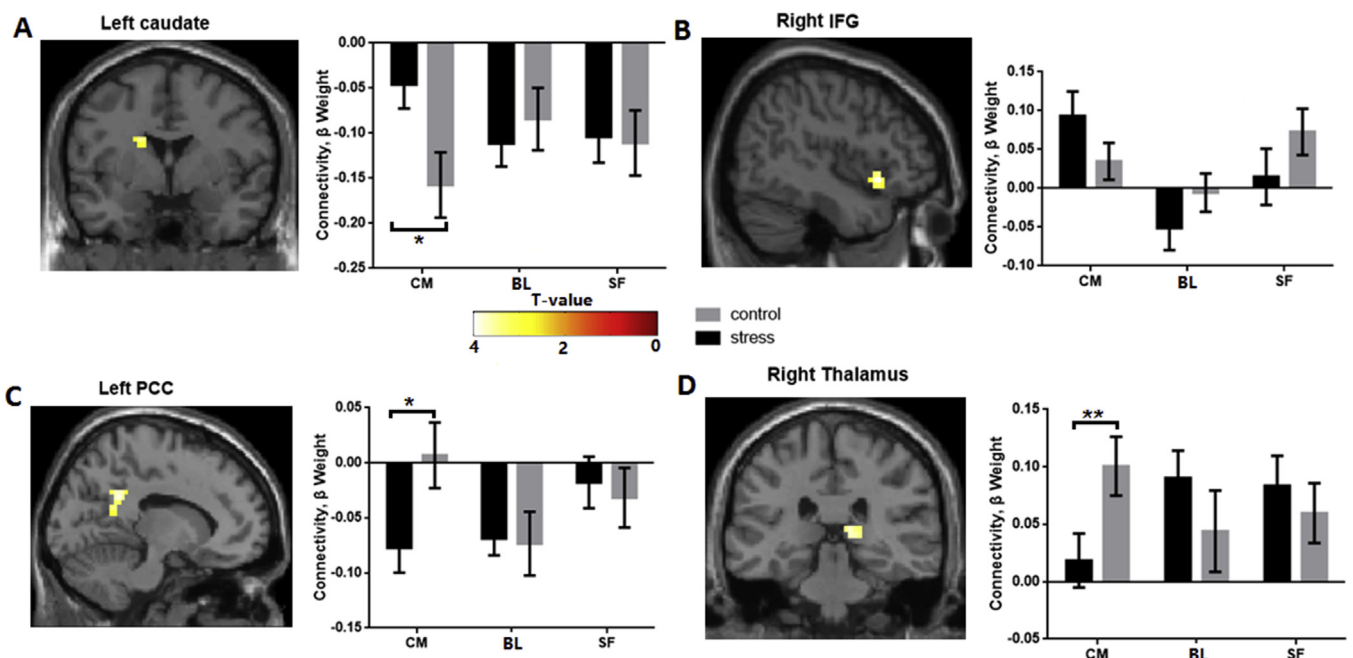 A
Left caudate
Connectivity, β Weight
0.00
-0.05
-0.10
-0.15
-0.20
-0.25
*
CM BL SF
B
Right IFG
Connectivity, β Weight
0.15
0.10
0.05
0.00
-0.05
-0.10
CM BL SF
T-value
4 2 0
control
stress
C
Left PCC
Connectivity, β Weight
0.05
0.00
-0.05
-0.10
-0.15
*
CM BL SF
D
Right Thalamus
Connectivity, β Weight
0.15
0.10
0.05
0.00
-0.05
**
CM BL SF